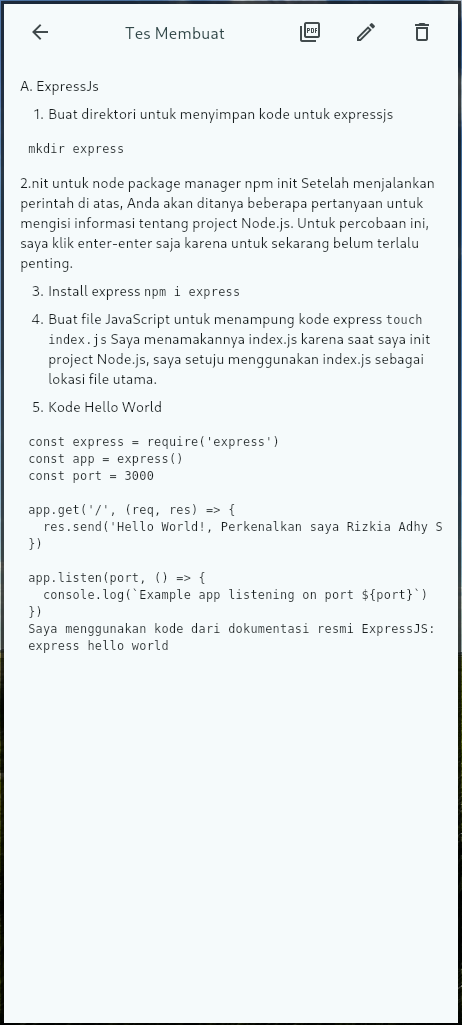 Tes Membuat
PDF
A. ExpressJs
1. Buat direktori untuk menyimpan kode untuk expressjs
mkdir express
2.nit untuk node package manager npm init Setelah menjalankan
perintah di atas, Anda akan ditanya beberapa pertanyaan untuk
mengisi informasi tentang project Node.js. Untuk percobaan ini,
saya klik enter-enter saja karena untuk sekarang belum terlalu
penting.
3. Install express npm i express
4. Buat file JavaScript untuk menampung kode express touch
index.js Saya menamakannya index.js karena saat saya init
project Node.js, saya setuju menggunakan index.js sebagai
lokasi file utama.
5. Kode Hello World
const express = require('express')
const app = express()
const port = 3000
app.get('/', (req, res) => {
  res.send('Hello World!, Perkenalkan saya Rizkia Adhy S
})
app.listen(port, () => {
  console.log(`Example app listening on port ${port}`)
})
Saya menggunakan kode dari dokumentasi resmi ExpressJS:
express hello world